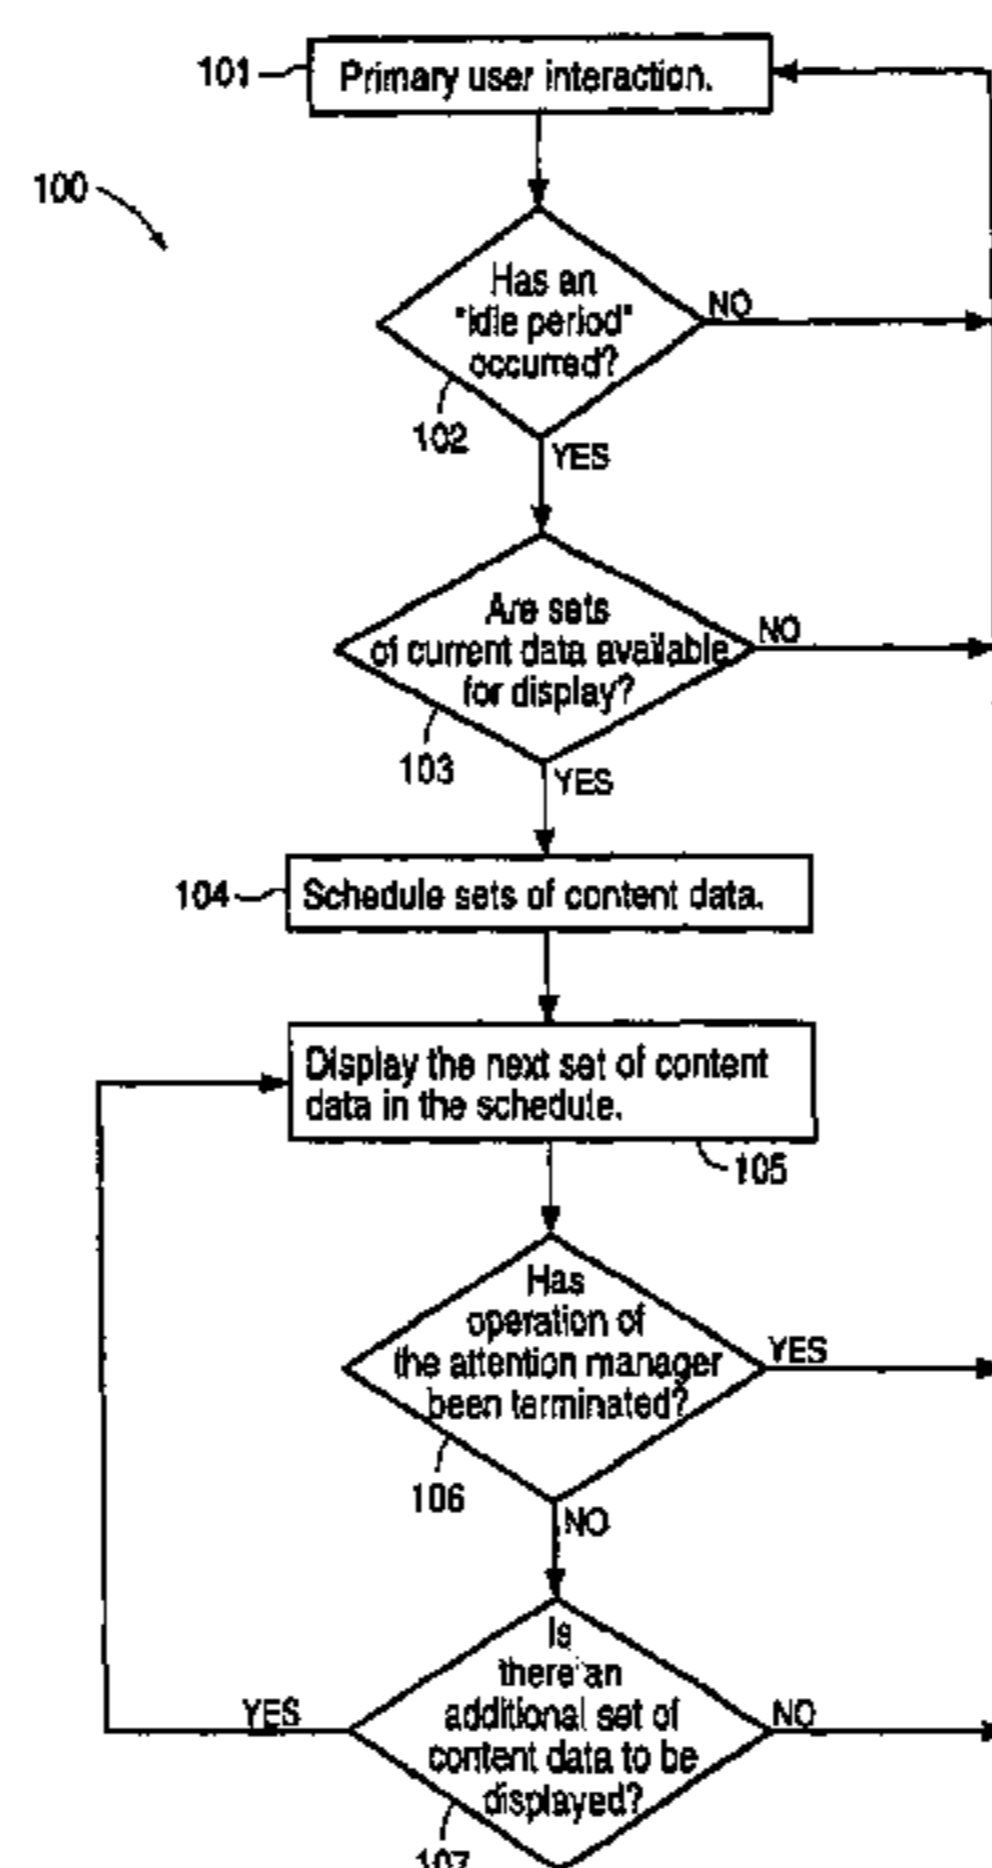 101
Primary user interaction.
100
Has an
"idle period"
occurred?
NO
102
YES
Are sets
of current data available
for display?
NO
103
YES
104
Schedule sets of content data.
Display the next set of content
data in the schedule.
105
Has
operation of
the attention manager
been terminated?
YES
106
NO
Is
there an
additional set of
content data to be
displayed?
YES
NO
107